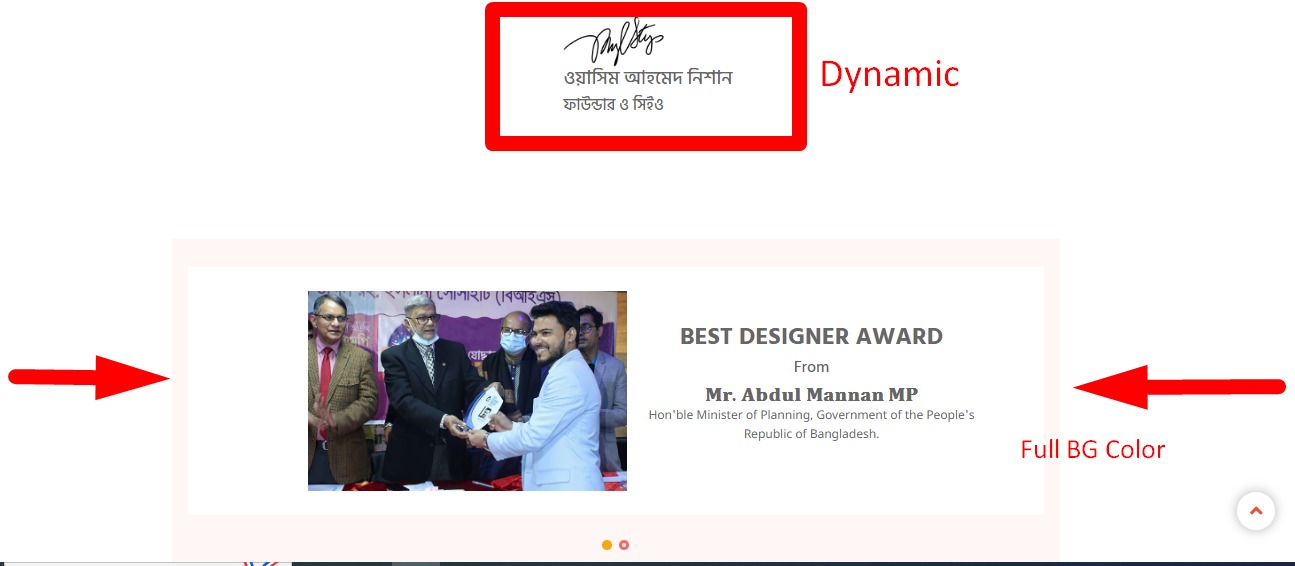 ওয়াসিম আহমেদ নিশান
ফাউন্ডার ও সিইও
Dynamic
BEST DESIGNER AWARD
From
Mr. Abdul Mannan MP
Hon'ble Minister of Planning, Government of the People's
Republic of Bangladesh.
Full BG Color